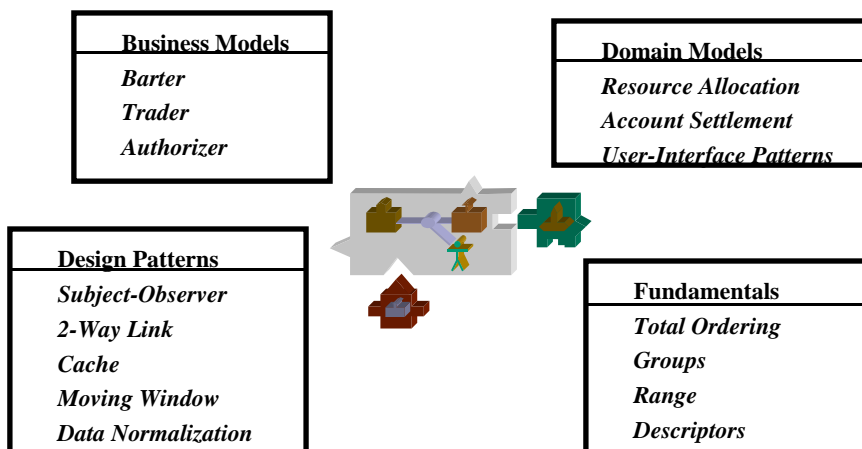 Business Models
Barter
Trader
Authorizer
Domain Models
Resource Allocation
Account Settlement
User-Interface Patterns
Design Patterns
Subject-Observer
2-Way Link
Cache
Moving Window
Data Normalization
Fundamentals
Total Ordering
Groups
Range
Descriptors